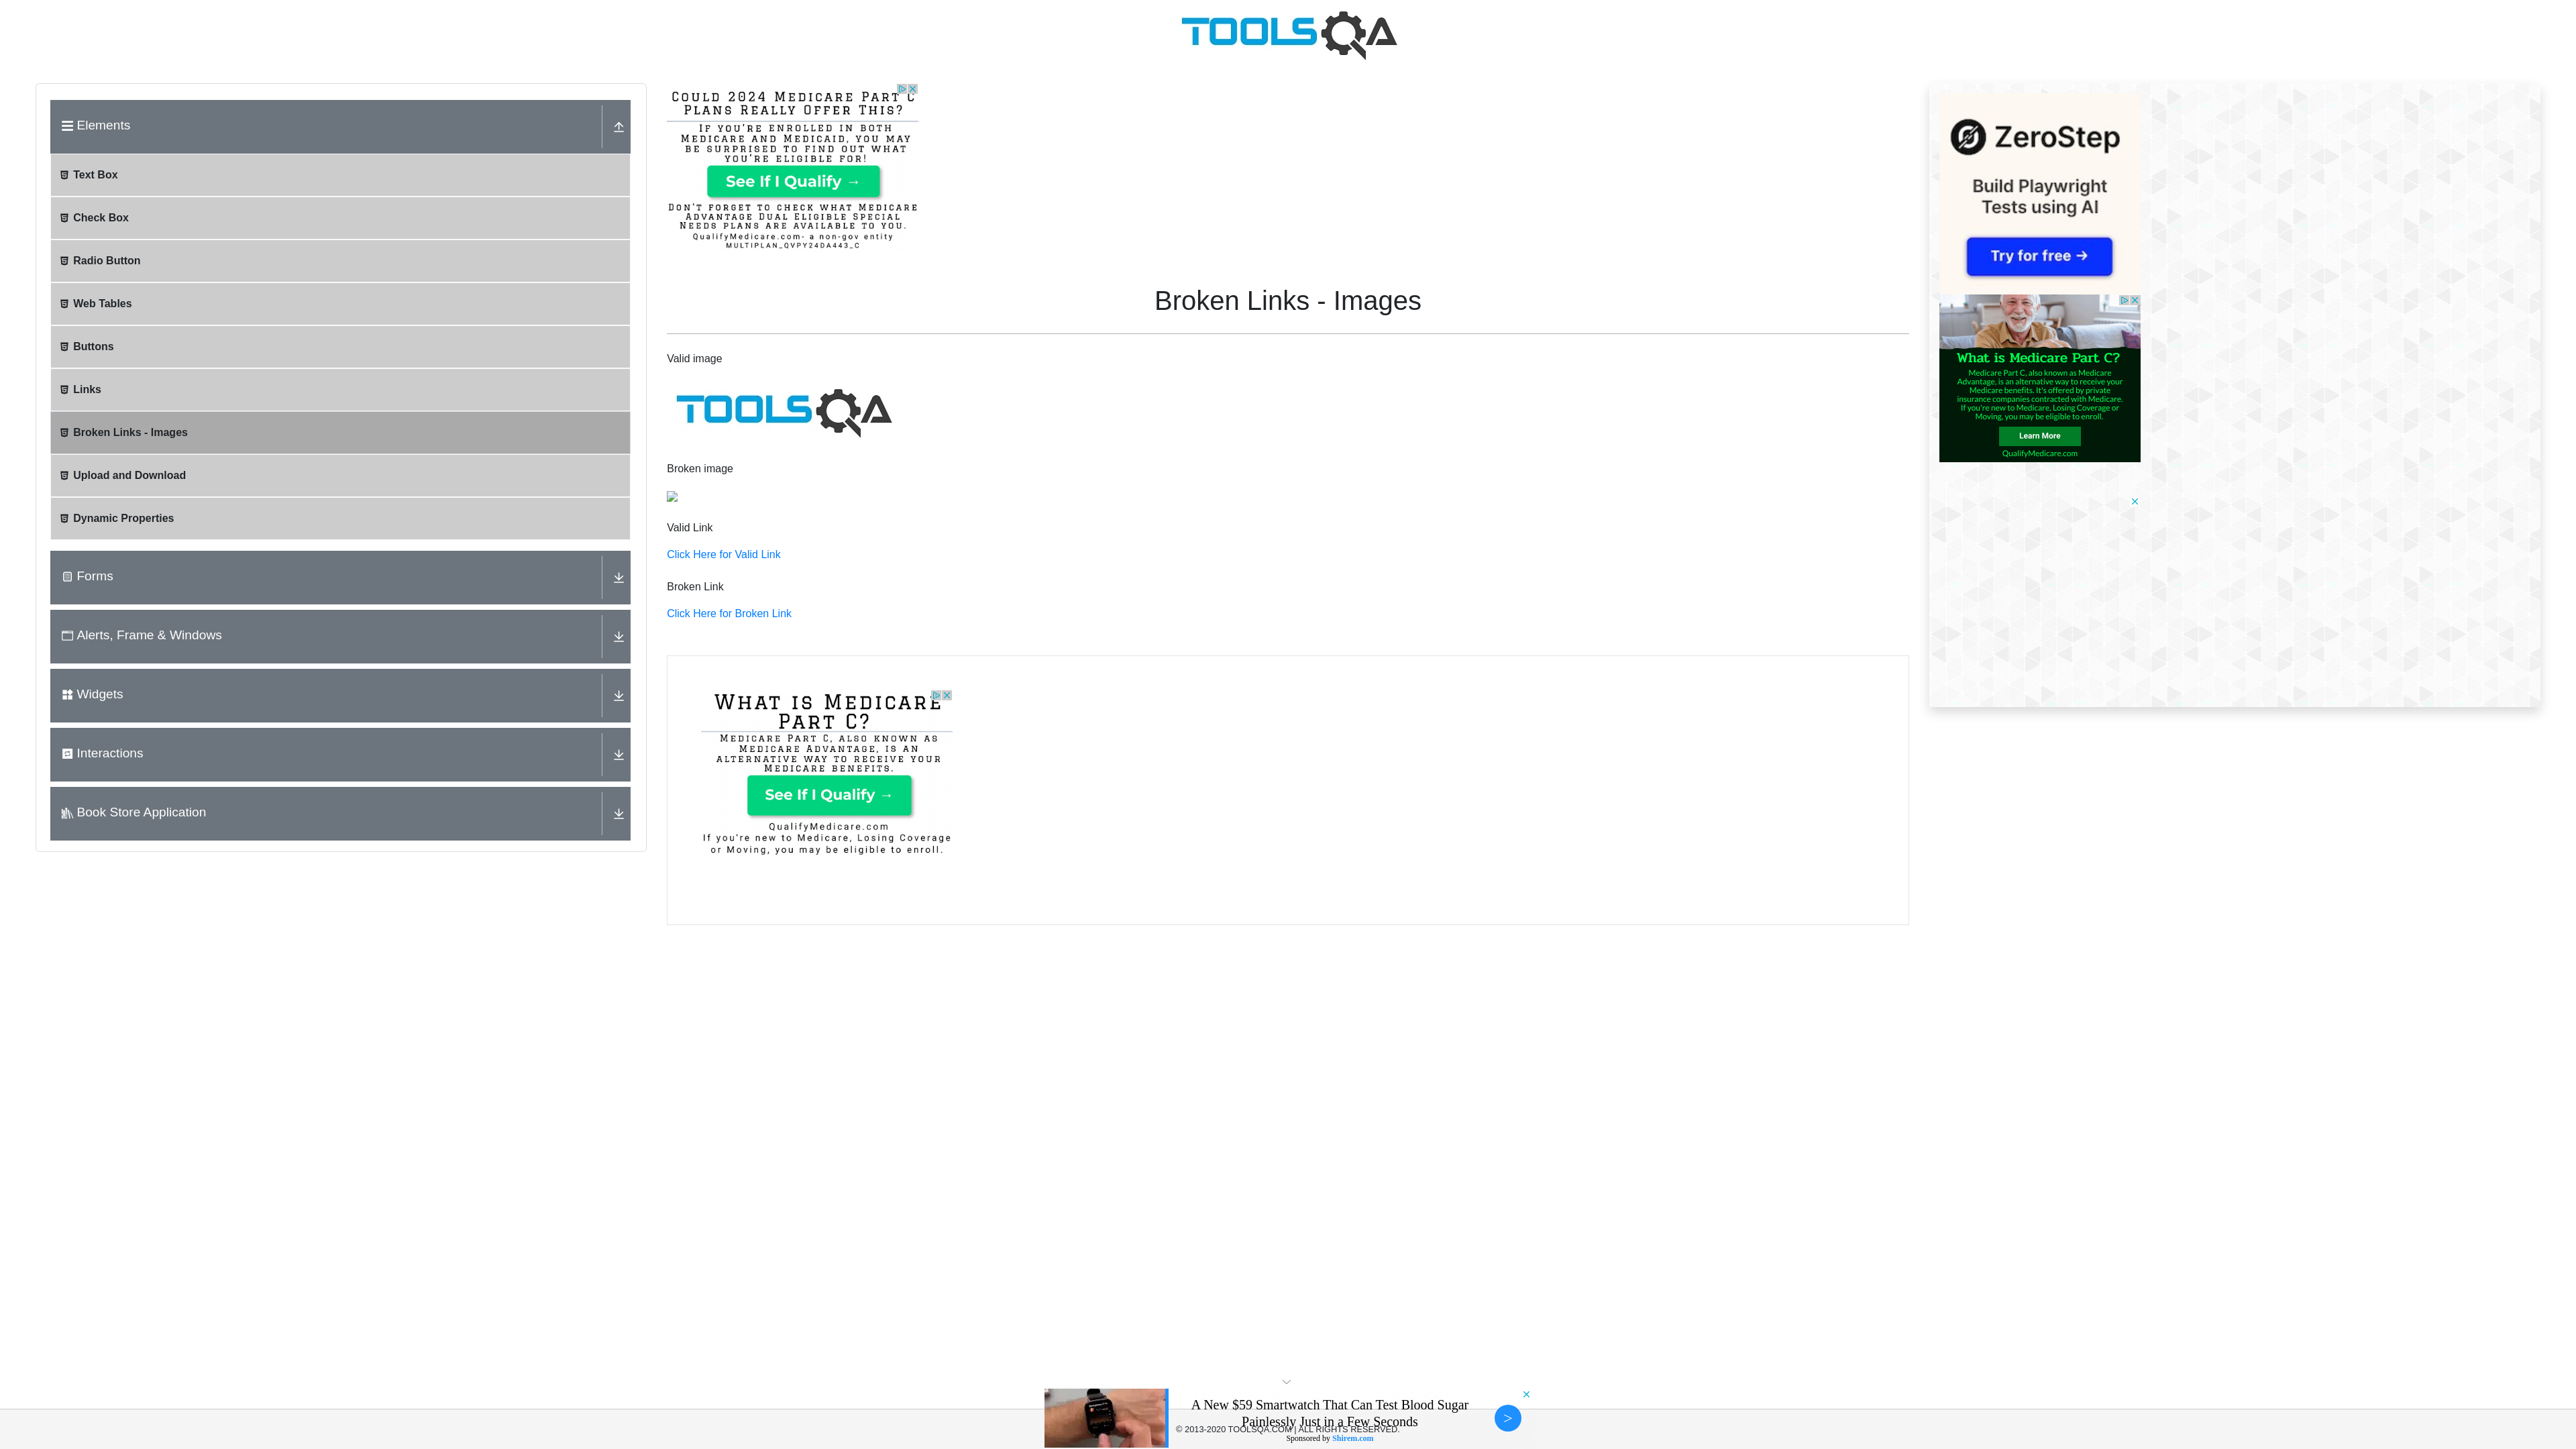 TOOLSQA
Elements
Text Box
Check Box
Radio Button
Web Tables
Buttons
Links
Broken Links - Images
Upload and Download
Dynamic Properties
Forms
Alerts, Frame & Windows
Widgets
Interactions
Book Store Application
Could 2024 Medicare Part C
Plans Really Offer This?
If you're enrolled in both
Medicare and Medicaid, you may
be surprised to find out what
you're eligible for!
See If I Qualify →
Don't forget to check what Medicare
Advantage Dual Eligible Special
Needs plans are available to you.
QualifyMedicare.com- a non-gov entity
MULTIPLAN_QVPY24DA443_C
Broken Links - Images
Valid image
TOOLSQA
Broken image
Valid Link
Click Here for Valid Link
Broken Link
Click Here for Broken Link
What is Medicare
Part C?
Medicare Part C, also known as
Medicare Advantage, is an
alternative way to receive your
Medicare benefits.
See If I Qualify →
QualifyMedicare.com
If you're new to Medicare, Losing Coverage
or Moving, you may be eligible to enroll.
ZeroStep
Build Playwright
Tests using AI
Try for free →
What is Medicare Part C?
Medicare Part C, also known as Medicare
Advantage, is an alternative way to receive your
Medicare benefits. It's offered by private
insurance companies contracted with Medicare.
If you're new to Medicare, Losing Coverage or
Moving, you may be eligible to enroll.
Learn More
QualifyMedicare.com
A New $59 Smartwatch That Can Test Blood Sugar
Painlessly Just in a Few Seconds
© 2013-2020 TOOLSQA.COM | ALL RIGHTS RESERVED.
Sponsored by Shirem.com